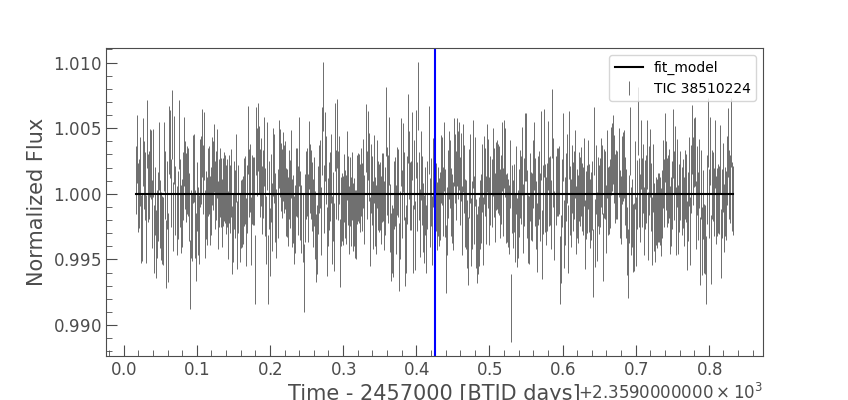 1.010
1.005
1.000
0.995
0.990
Normalized Flux
fit_model
TIC 38510224
0.0 0.1 0.2 0.3 0.4 0.5 0.6 0.7 0.8
Time - 2457000 [BTJD days]
+2.3590000000 × 10³